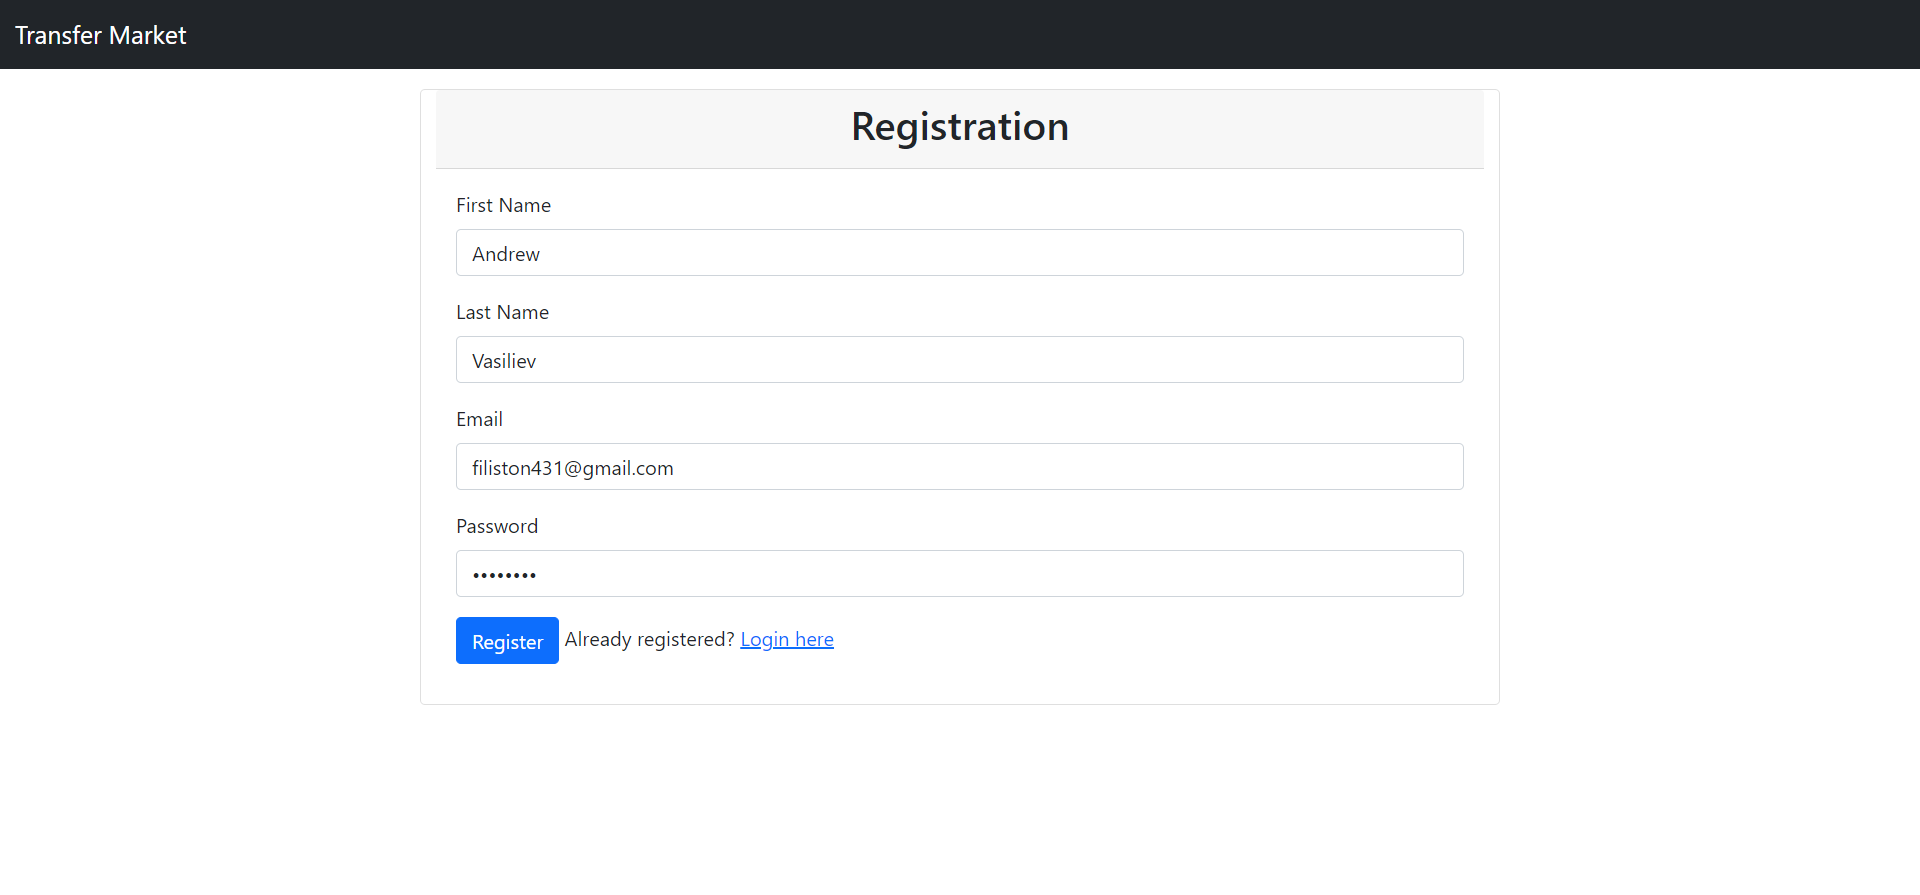 Transfer Market
Registration
First Name
Andrew
Last Name
Vasiliev
Email
filiston431@gmail.com
Password
••••••••
Register Already registered? Login here